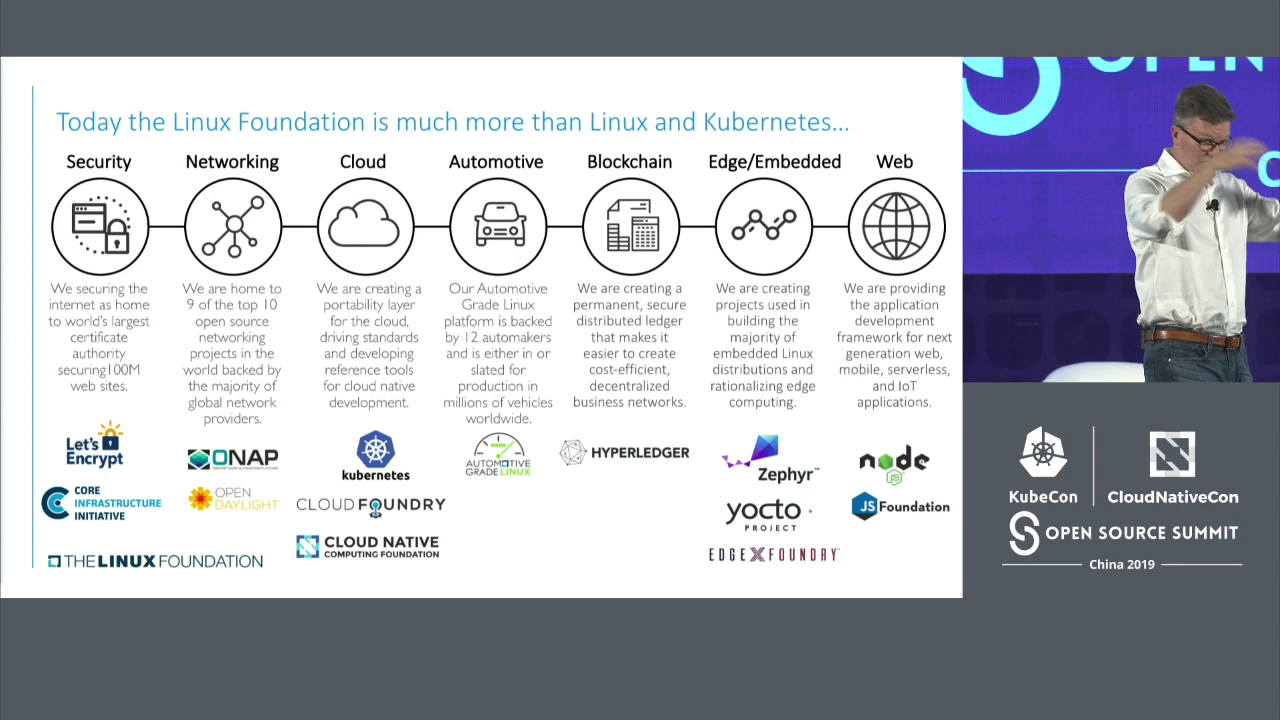 Today the Linux Foundation is much more than Linux and Kubernetes...
Security
We securing the
internet as home
to world's largest
certificate
authority
securing100M
web sites.
Let's
Encrypt
CORE
INFRASTRUCTURE
INITIATIVE
Networking
We are home to
9 of the top 10
open source
networking
projects in the
world backed by
the majority of
global network
providers.
ONAP
OPEN
DAYLIGHT
Cloud
We are creating a
portability layer
for the cloud,
driving standards
and developing
reference tools
for cloud native
development.
kubernetes
CLOUD FOUNDRY
CLOUD NATIVE
COMPUTING FOUNDATION
Automotive
Our Automotive
Grade Linux
platform is backed
by 12 automakers
and is either in or
slated for
production in
millions of vehicles
worldwide.
AUTOMOTIVE
GRADE LINUX
Blockchain
We are creating a
permanent, secure
distributed ledger
that makes it
easier to create
cost-efficient,
decentralized
business networks.
HYPERLEDGER
Edge/Embedded
We are creating
projects used in
building the
majority of
embedded Linux
distributions and
rationalizing edge
computing.
Zephyr™
yocto
PROJECT
EDGE X FOUNDRY™
Web
We are providing
the application
development
framework for next
generation web,
mobile, serverless,
and IoT
applications.
node
JS
JS Foundation
THE LINUX FOUNDATION
OPEN
KubeCon
CloudNativeCon
OPEN SOURCE SUMMIT
China 2019